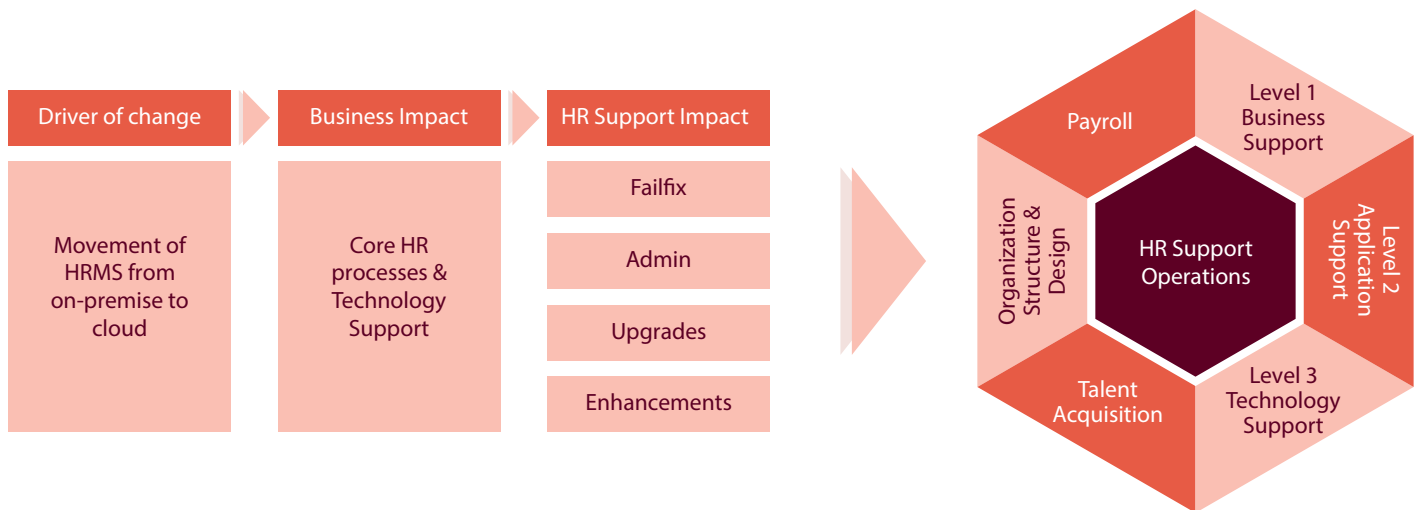 Driver of change
Business Impact
HR Support Impact
Movement of
HRMS from
on-premise to
cloud
Core HR
processes &
Technology
Support
Failfix
Admin
Upgrades
Enhancements
Payroll
Level 1
Business
Support
Level 2
Application
Support
Level 3
Technology
Support
Talent
Acquisition
Organization
Structure &
Design
HR Support
Operations